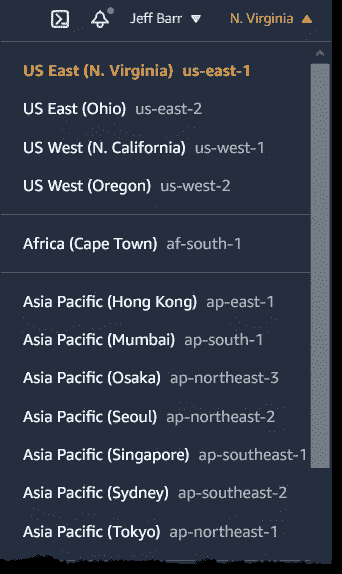 Jeff Barr ▼ N. Virginia ▲
US East (N. Virginia) us-east-1
US East (Ohio) us-east-2
US West (N. California) us-west-1
US West (Oregon) us-west-2
Africa (Cape Town) af-south-1
Asia Pacific (Hong Kong) ap-east-1
Asia Pacific (Mumbai) ap-south-1
Asia Pacific (Osaka) ap-northeast-3
Asia Pacific (Seoul) ap-northeast-2
Asia Pacific (Singapore) ap-southeast-1
Asia Pacific (Sydney) ap-southeast-2
Asia Pacific (Tokyo) ap-northeast-1